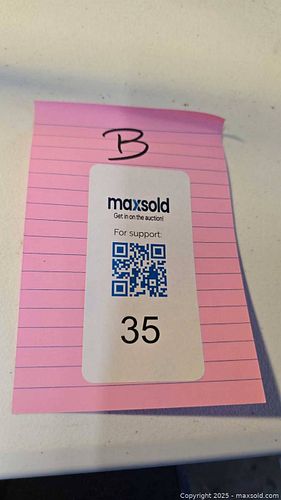 B
maxsold
Get in on the auction!
For support:
35
Copyright 2025 - maxsold.com